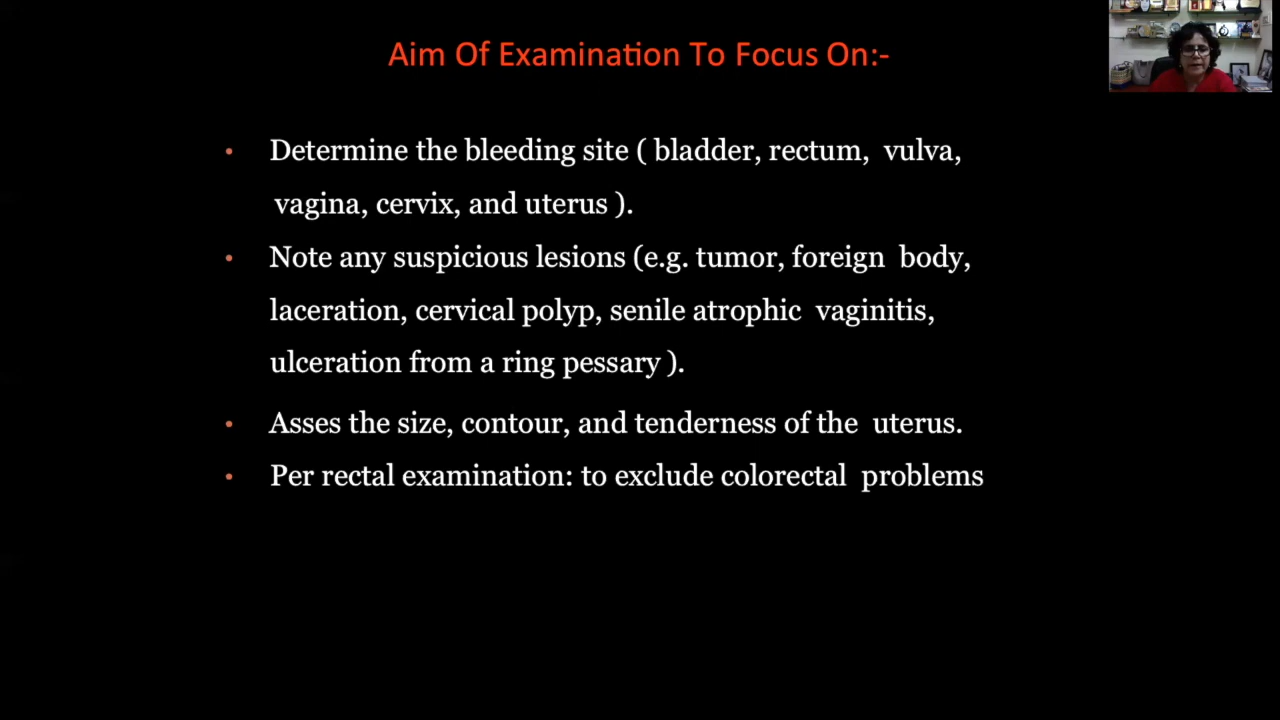 Aim Of Examination To Focus On:-
• Determine the bleeding site ( bladder, rectum, vulva,
vagina, cervix, and uterus ).
• Note any suspicious lesions (e.g. tumor, foreign body,
laceration, cervical polyp, senile atrophic vaginitis,
ulceration from a ring pessary ).
• Asses the size, contour, and tenderness of the uterus.
• Per rectal examination: to exclude colorectal problems